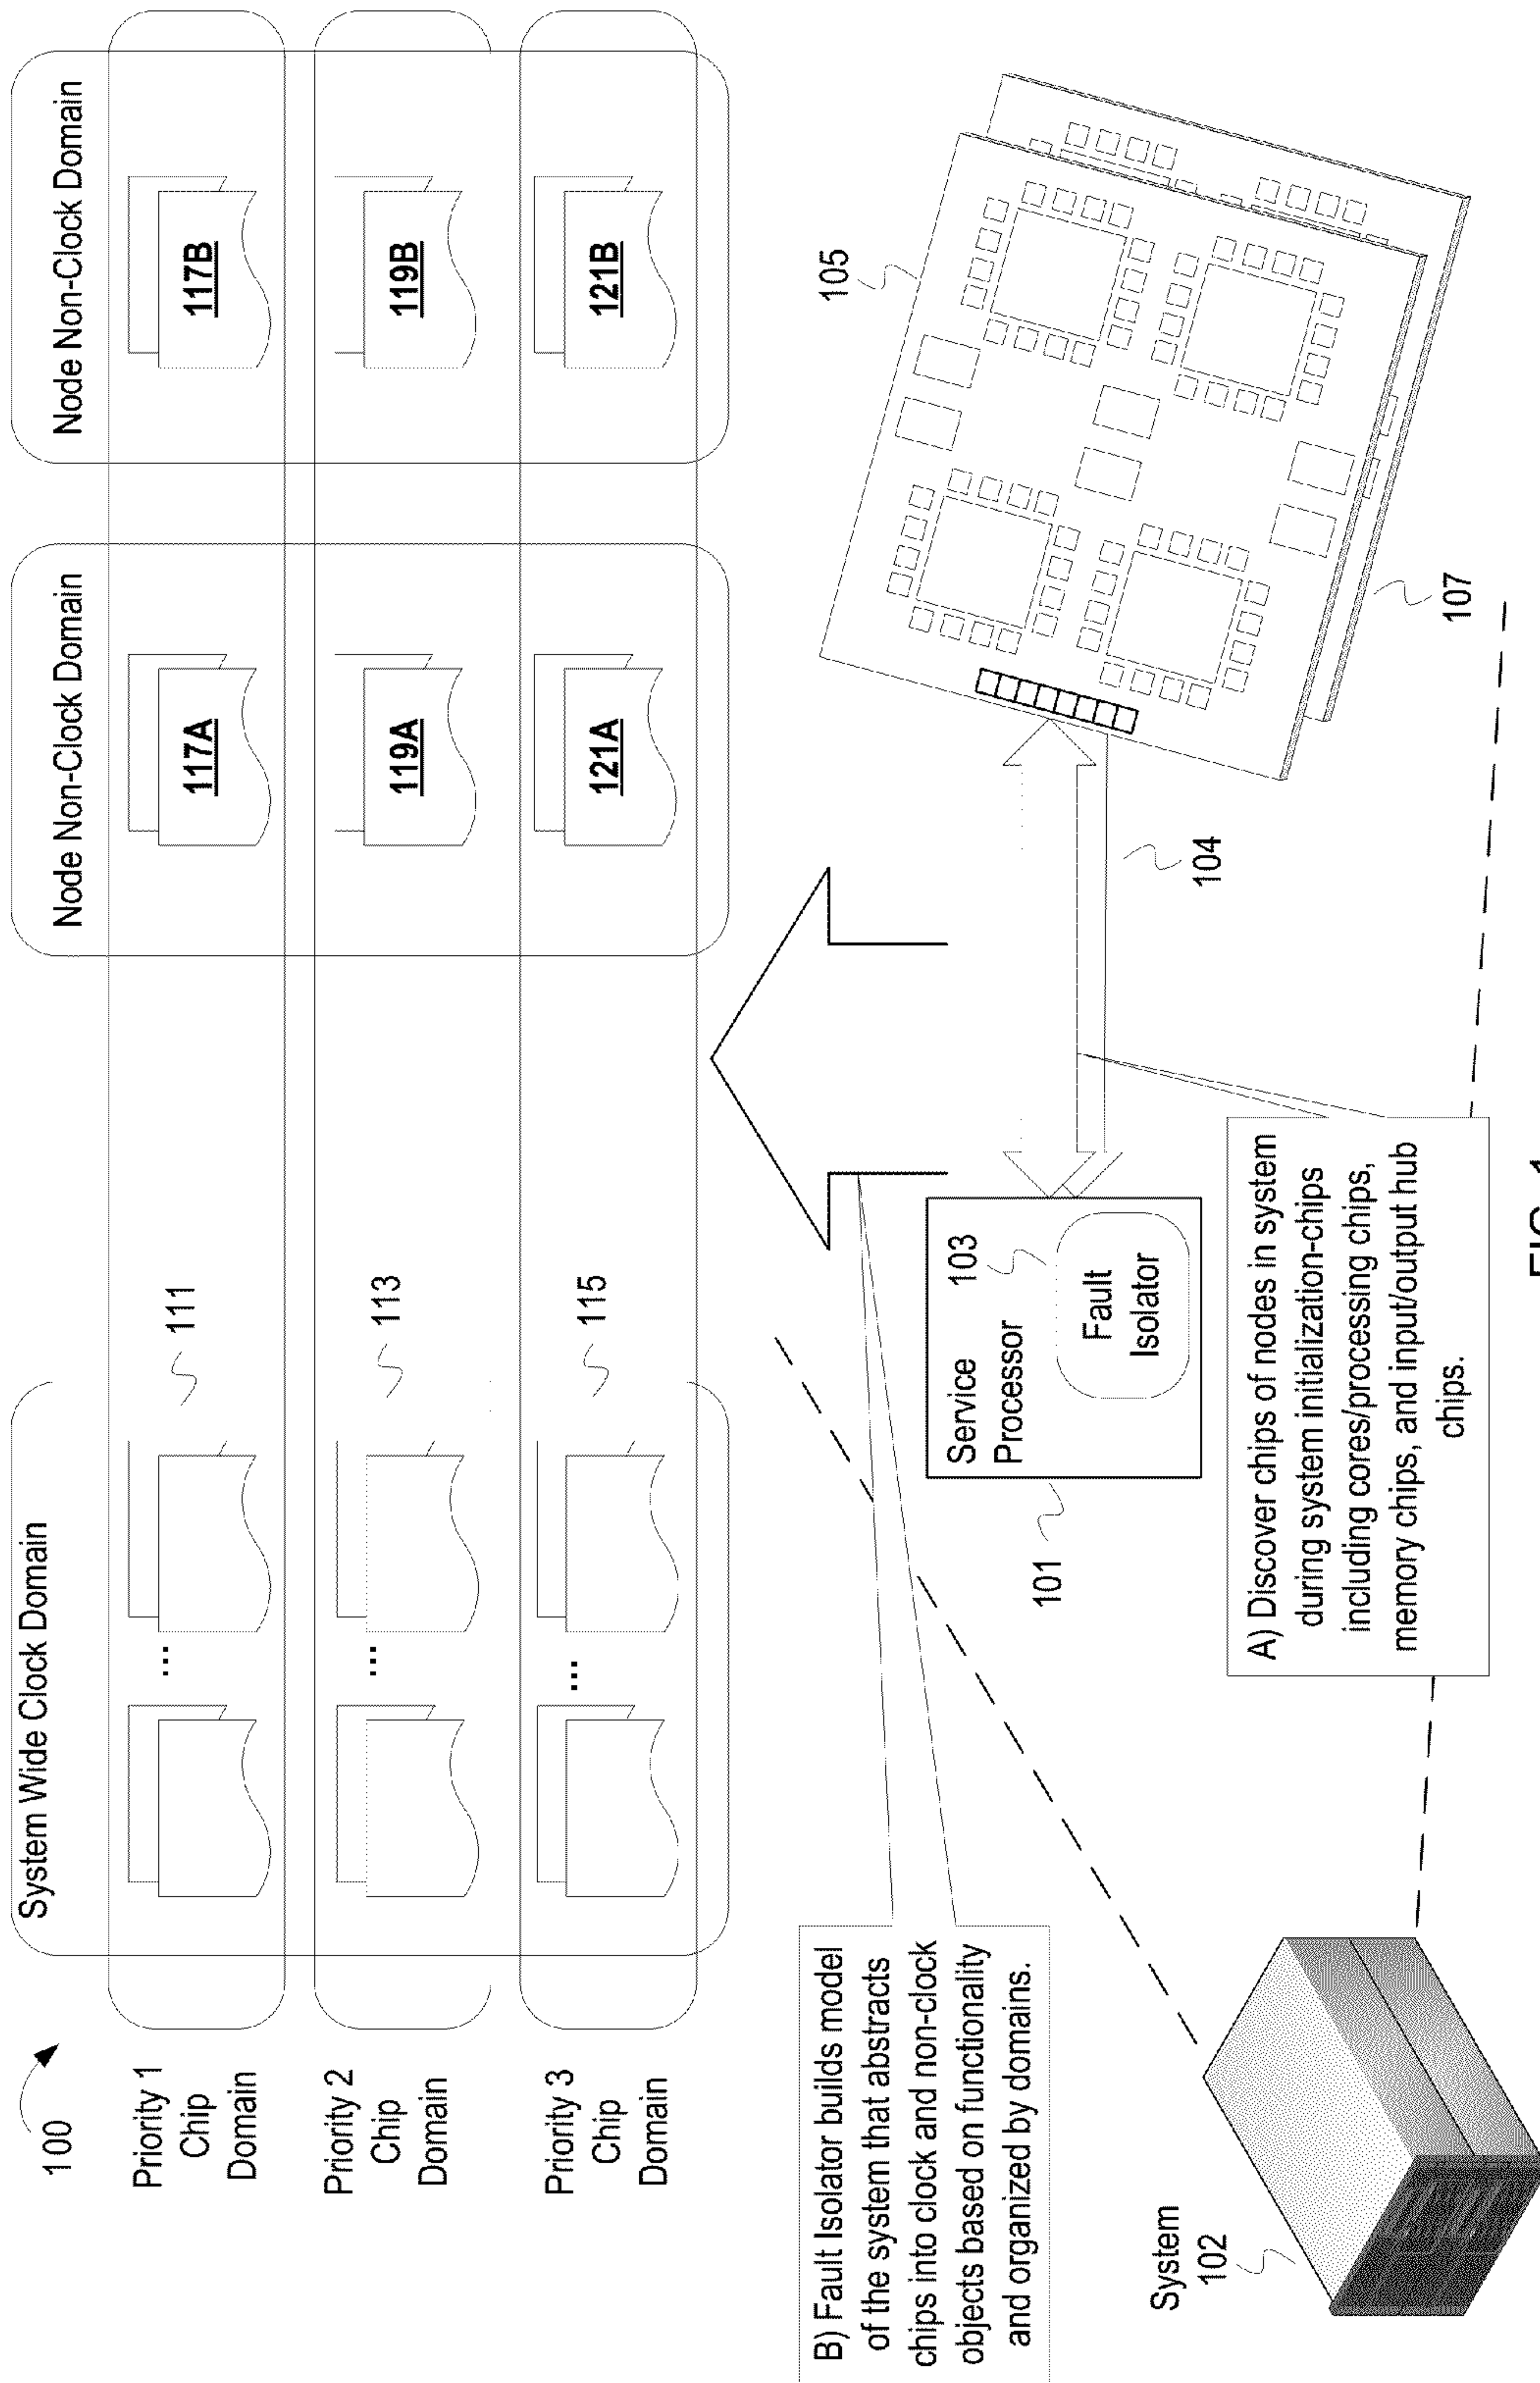 100
System Wide Clock Domain
Node Non-Clock Domain
Node Non-Clock Domain
Priority 1
Chip
Domain
...
111
117A
117B
Priority 2
Chip
Domain
...
113
119A
119B
Priority 3
Chip
Domain
...
115
121A
121B
B) Fault Isolator builds model
of the system that abstracts
chips into clock and non-clock
objects based on functionality
and organized by domains.
105
Service
Processor
103
Fault
Isolator
101
104
107
System
102
A) Discover chips of nodes in system
during system initialization-chips
including cores/processing chips,
memory chips, and input/output hub
chips.
FIG. 1